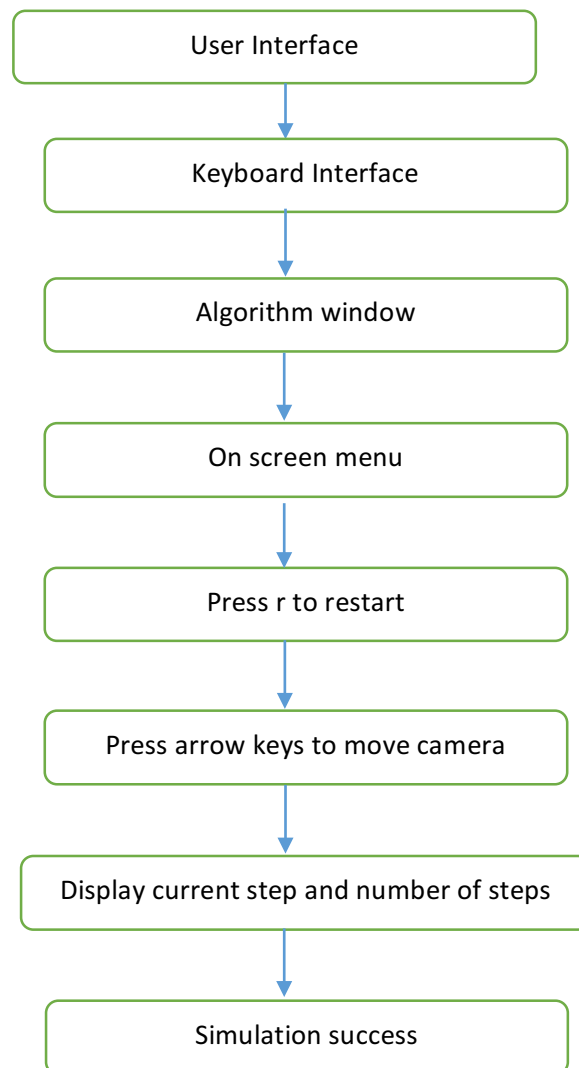 User Interface
Keyboard Interface
Algorithm window
On screen menu
Press r to restart
Press arrow keys to move camera
Display current step and number of steps
Simulation success